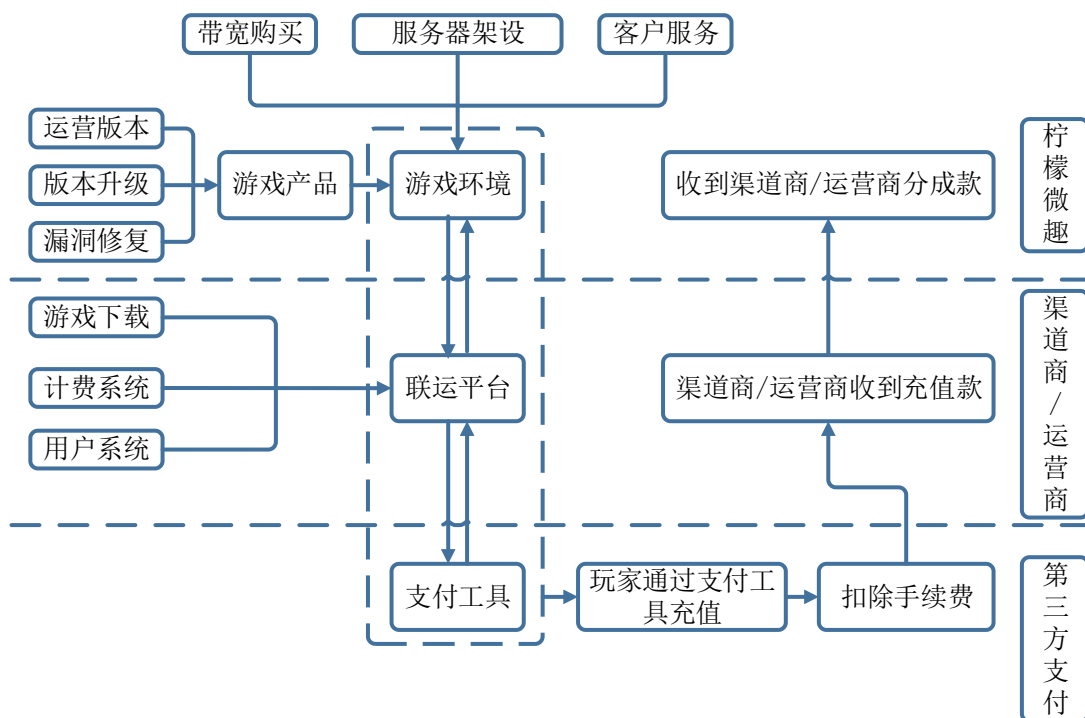 带宽购买
服务器架设
客户服务
运营版本
版本升级
漏洞修复
游戏产品
游戏环境
收到渠道商/运营商分成款
柠檬微趣
游戏下载
计费系统
用户系统
联运平台
渠道商/运营商收到充值款
渠道商/运营商
支付工具
玩家通过支付工
具充值
扣除手续费
第三方支付